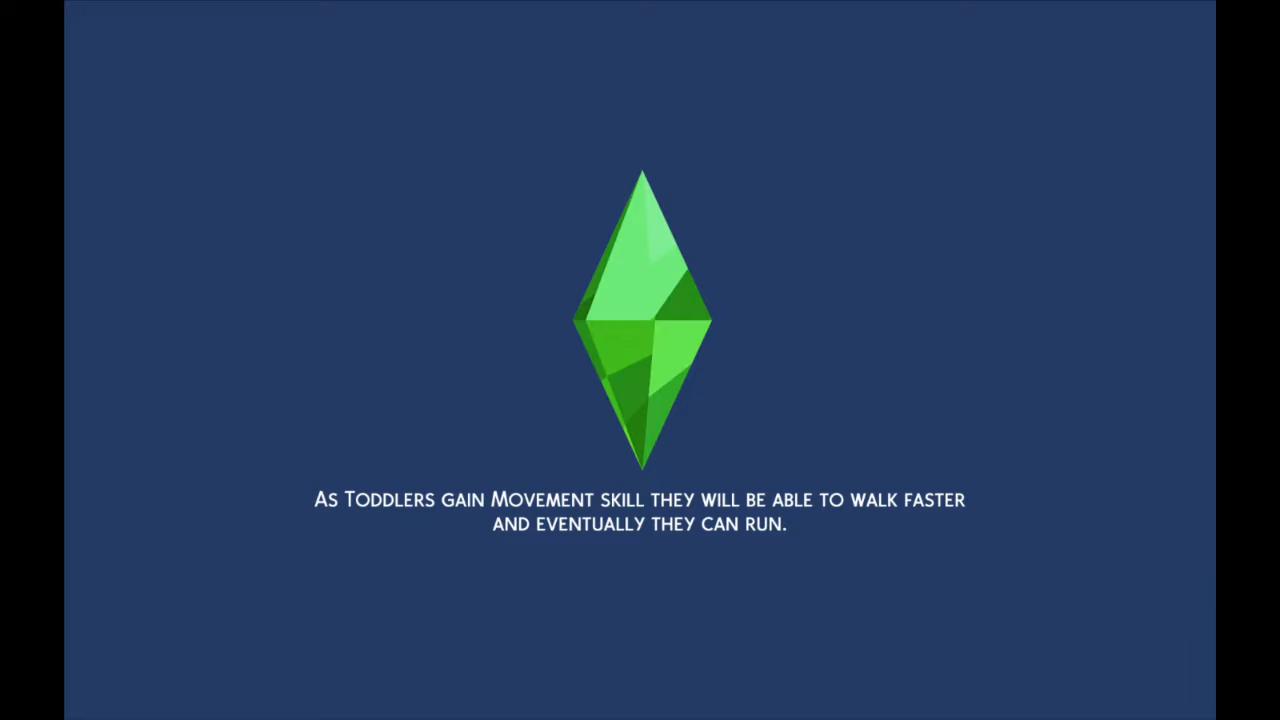 As Toddlers gain Movement skill they will be able to walk faster
and eventually they can run.